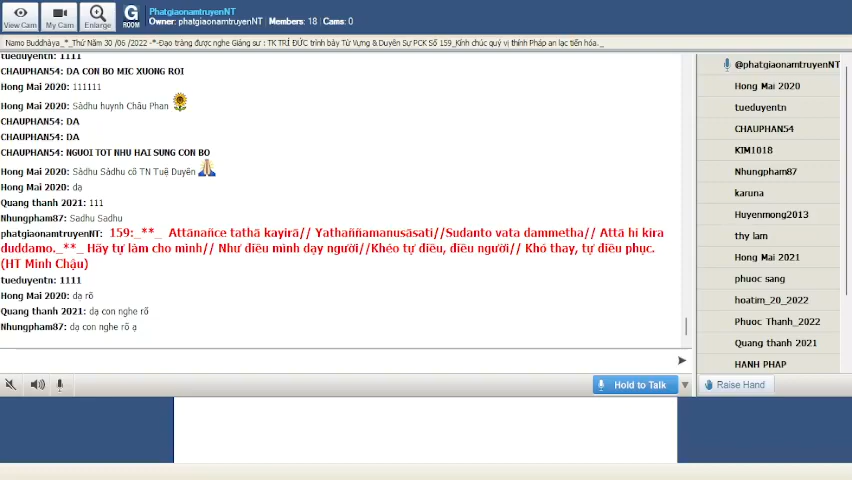 View Cam
My Cam
Enlarge
G ROOM
PhatgiaonamtruyenNT
Owner: phatgiaonamtruyenNT | Members: 18 | Cams: 0
Namo Buddhàya_*_Thứ Năm 30 /06 /2022 -*-Đạo tràng được nghe Giảng sư : TK TRÍ ĐỨC trình bày Từ Vựng & Duyên Sự PCK Số 159_Kính chúc quý vị thính Pháp an lạc tiến hóa._
tueduyentn: 1111
CHAUPHAN54: DA CON BO MIC XUONG ROI
Hong Mai 2020: 111111
Hong Mai 2020: Sàdhu huynh Châu Phan
CHAUPHAN54: DA
CHAUPHAN54: DA
CHAUPHAN54: NGUOI TOT NHU HAI SUNG CON BO
Hong Mai 2020: Sàdhu Sàdhu cô TN Tuệ Duyên
Hong Mai 2020: dạ
Quang thanh 2021: 111
Nhungpham87: Sadhu Sadhu
phatgiaonamtruyenNT: 159:_**_ Attānañce tathā kayirā// Yathaññamanusāsati//Sudanto vata dammetha// Attā hi kira
duddamo._**_ Hãy tự làm cho mình// Như điều mình dạy người//Khéo tự điều, điều người// Khó thay, tự điều phục.
(HT Minh Châu)
tueduyentn: 1111
Hong Mai 2020: dạ rõ
Quang thanh 2021: dạ con nghe rõ
Nhungpham87: dạ con nghe rõ ạ
Hold to Talk
@phatgiaonamtruyenNT
Hong Mai 2020
tueduyentn
CHAUPHAN54
KIM1018
Nhungpham87
karuna
Huyenmong2013
thy lam
Hong Mai 2021
phuoc sang
hoatim_20_2022
Phuoc Thanh_2022
Quang thanh 2021
HANH PHAP
Raise Hand